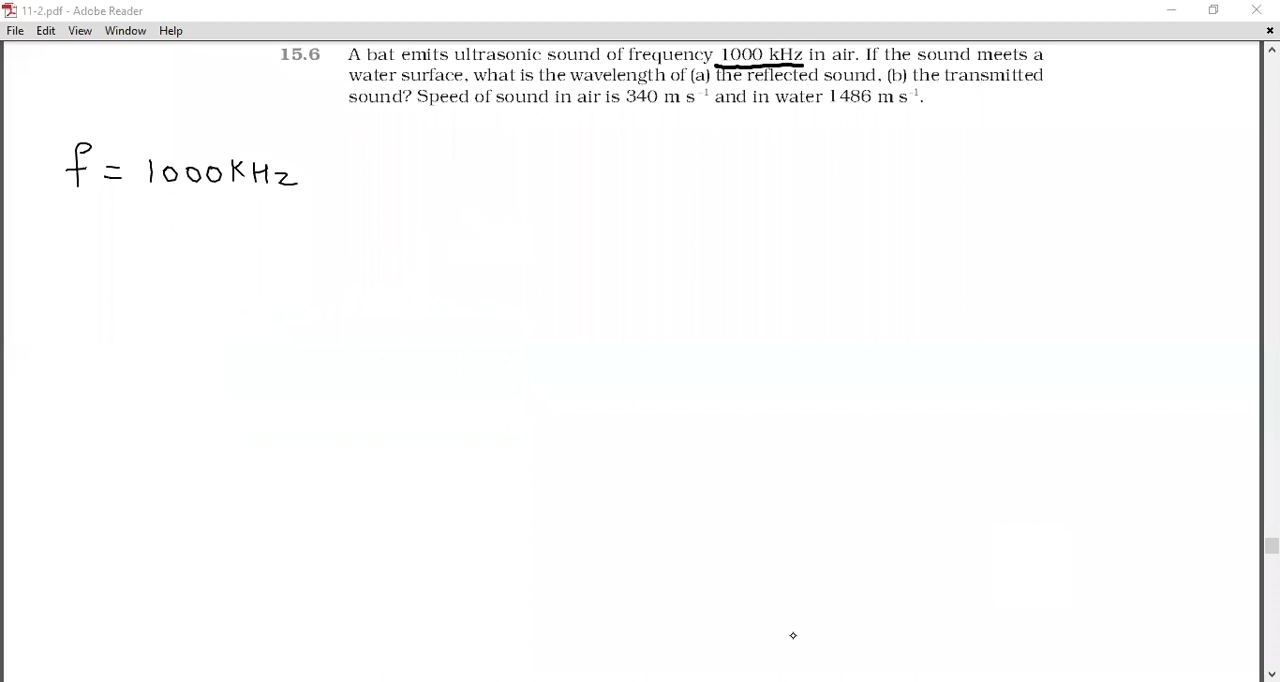 11-2.pdf - Adobe Reader
File Edit View Window Help
15.6 A bat emits ultrasonic sound of frequency 1000 kHz in air. If the sound meets a
water surface, what is the wavelength of (a) the reflected sound, (b) the transmitted
sound? Speed of sound in air is 340 m s⁻¹ and in water 1486 m s⁻¹.
f = 1000KHz